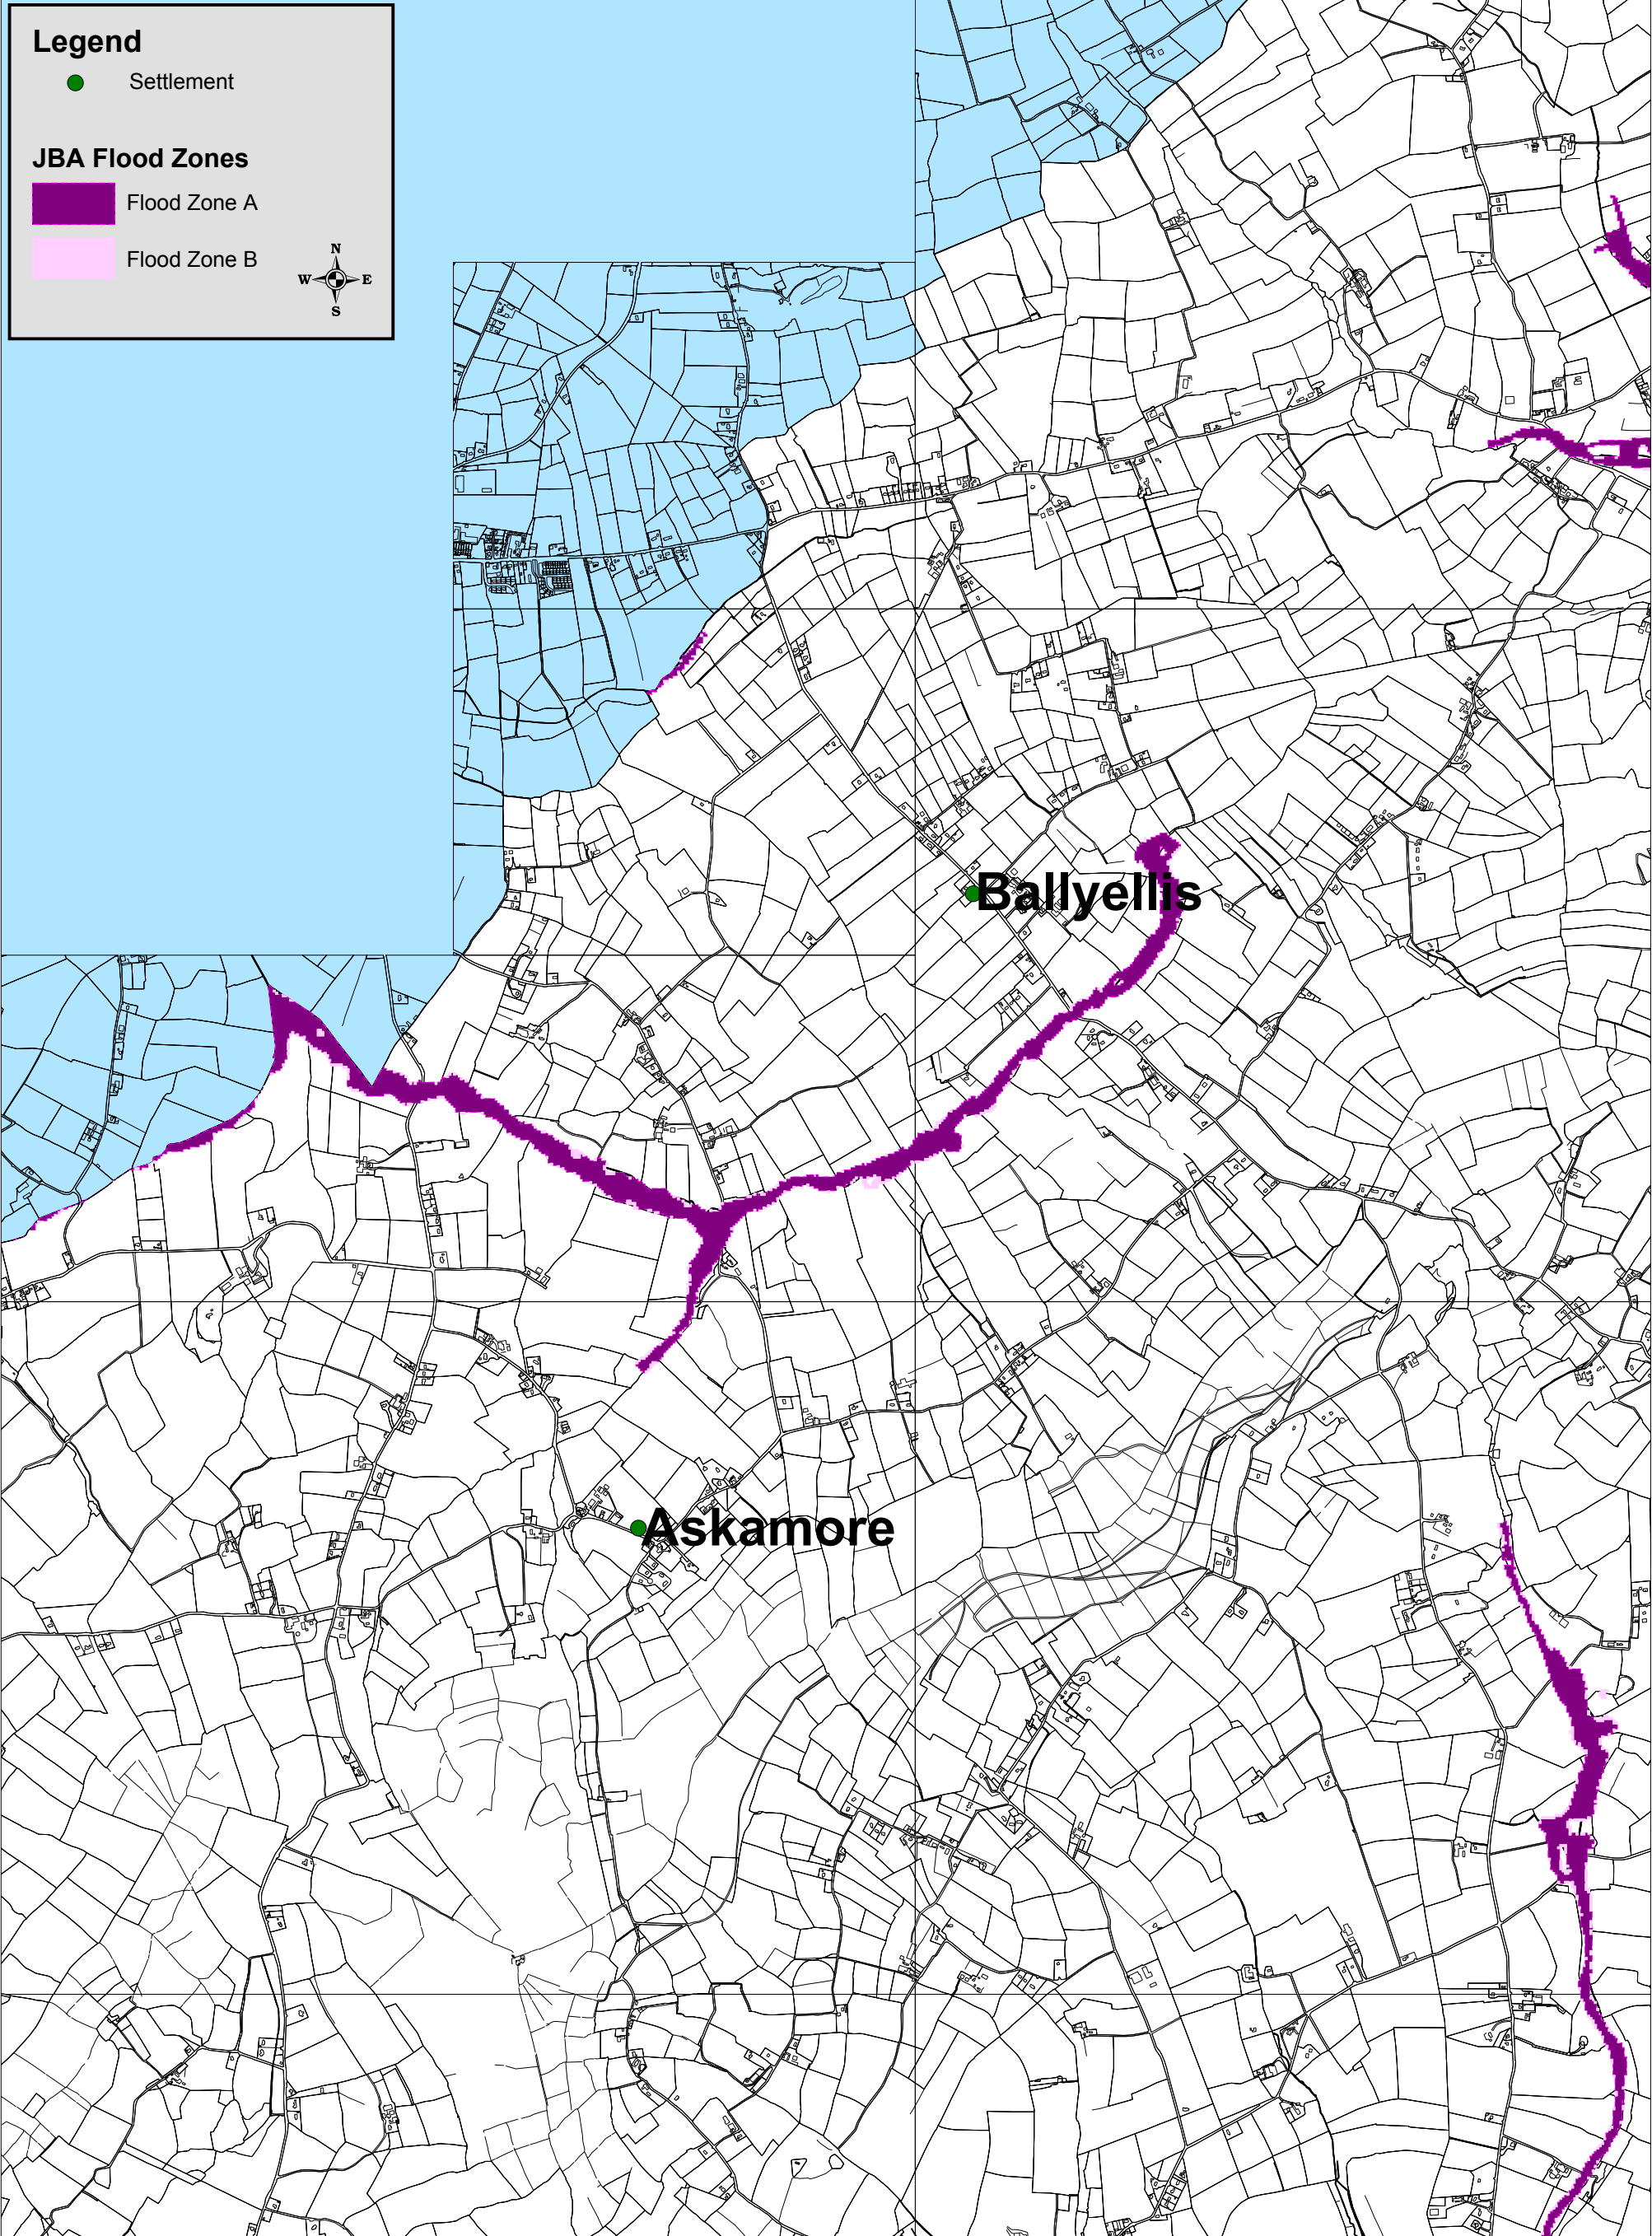 Legend
Settlement
JBA Flood Zones
Flood Zone A
Flood Zone B
N
W E
S
Ballyellis
Askamore